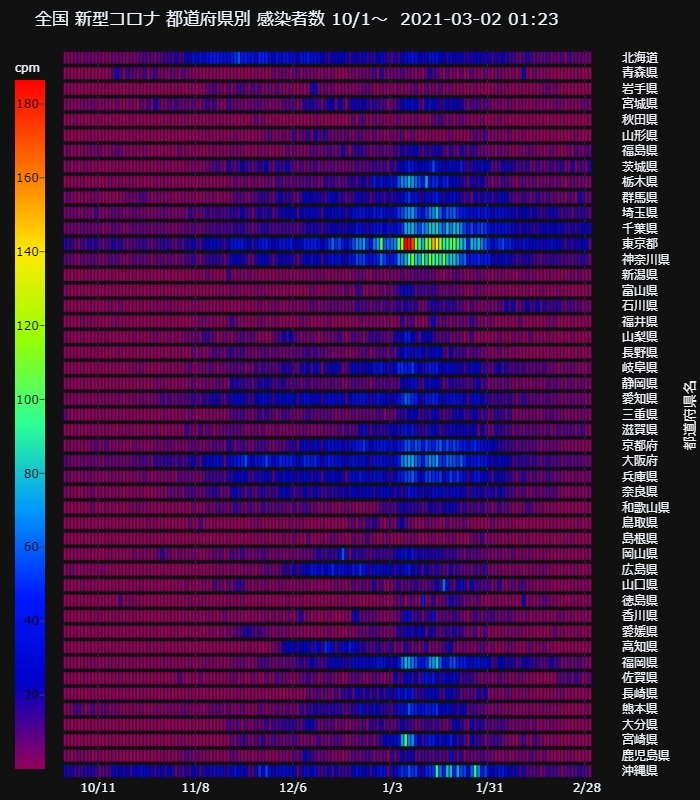 全国 新型コロナ 都道府県別 感染者数 10/1～ 2021-03-02 01:23
cpm
180
160
140
120
100
80
60
40
20
北海道
青森県
岩手県
宮城県
秋田県
山形県
福島県
茨城県
栃木県
群馬県
埼玉県
千葉県
東京都
神奈川県
新潟県
富山県
石川県
福井県
山梨県
長野県
岐阜県
静岡県
愛知県
三重県
滋賀県
京都府
大阪府
兵庫県
奈良県
和歌山県
鳥取県
島根県
岡山県
広島県
山口県
徳島県
香川県
愛媛県
高知県
福岡県
佐賀県
長崎県
熊本県
大分県
宮崎県
鹿児島県
沖縄県
都道府県名
10/11 11/8 12/6 1/3 1/31 2/28